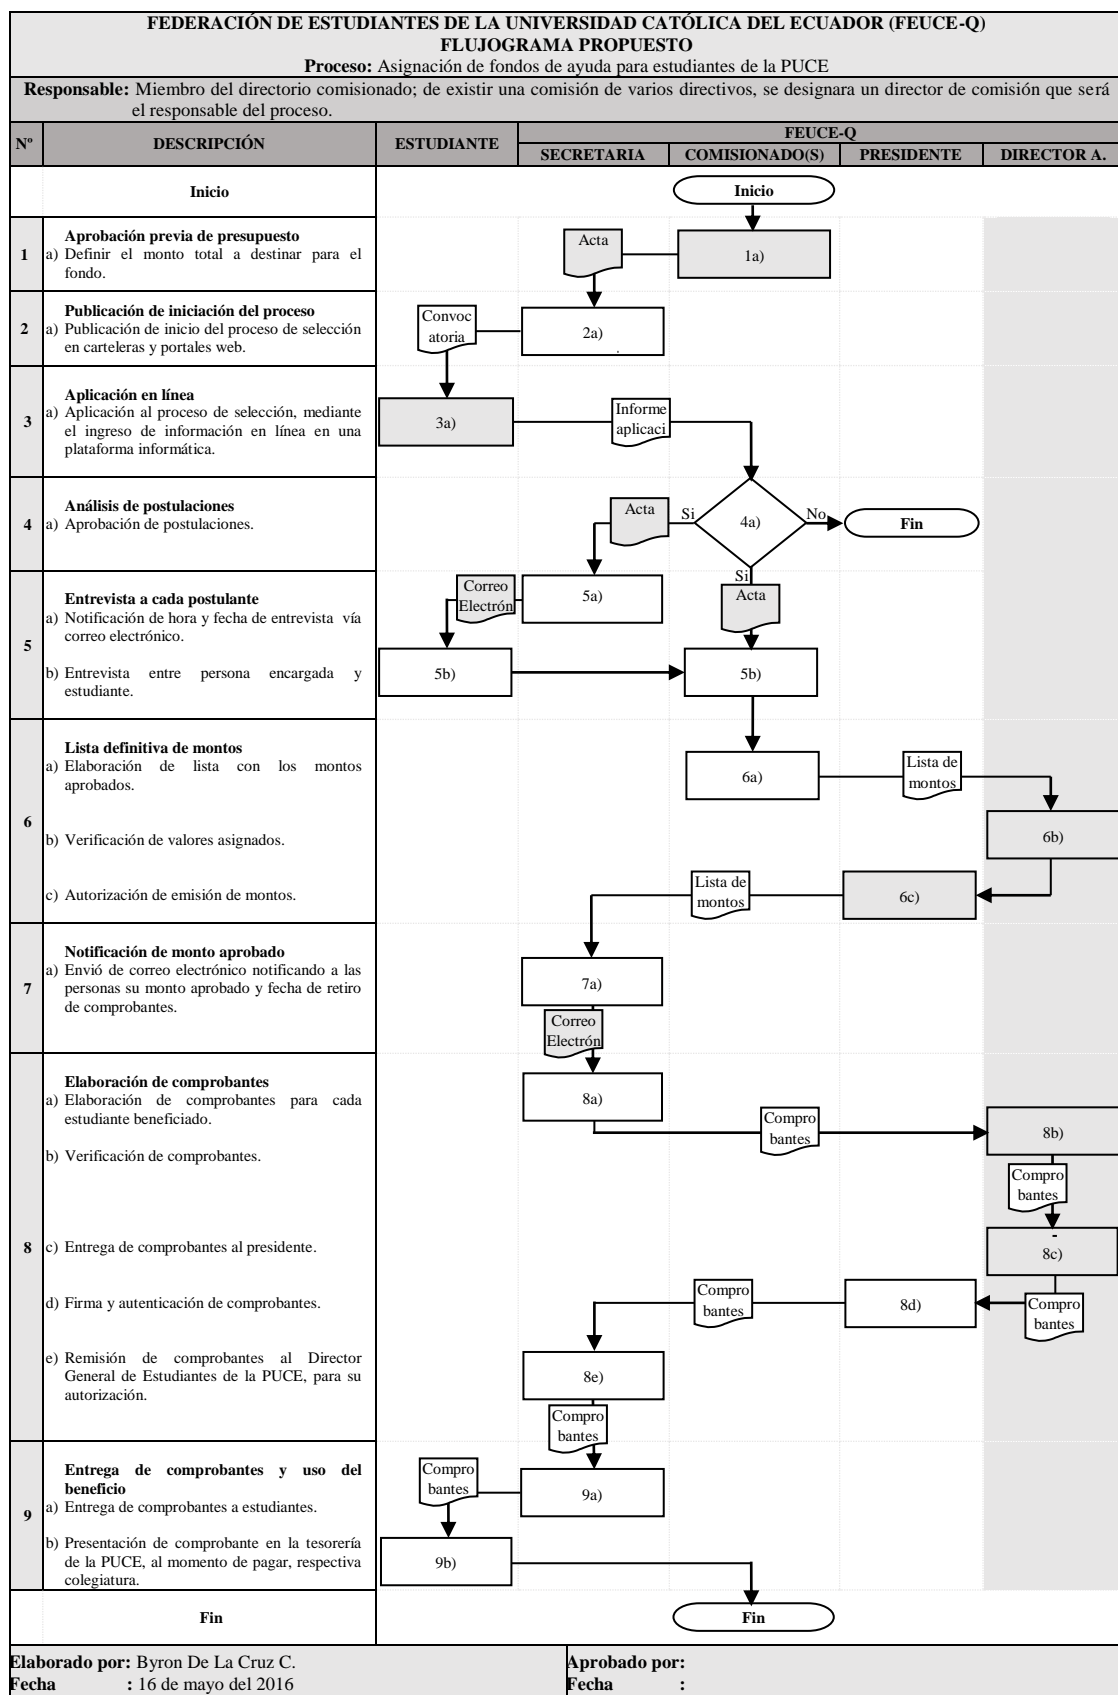 FEDERACIÓN DE ESTUDIANTES DE LA UNIVERSIDAD CATÓLICA DEL ECUADOR (FEUCE-Q)
FLUJOGRAMA PROPUESTO
Proceso: Asignación de fondos de ayuda para estudiantes de la PUCE
Responsable: Miembro del directorio comisionado; de existir una comisión de varios directivos, se designara un director de comisión que será
el responsable del proceso.
Nº
DESCRIPCIÓN
ESTUDIANTE
FEUCE-Q
SECRETARIA
COMISIONADO(S)
PRESIDENTE
DIRECTOR A.
Inicio
Inicio
1
Aprobación previa de presupuesto
a) Definir el monto total a destinar para el
fondo.
Acta
1a)
2
Publicación de iniciación del proceso
a) Publicación de inicio del proceso de selección
en carteleras y portales web.
Convoc
atoria
2a)
3
Aplicación en línea
a) Aplicación al proceso de selección, mediante
el ingreso de información en línea en una
plataforma informática.
3a)
Informe
aplicaci
4
Análisis de postulaciones
a) Aprobación de postulaciones.
Acta
Si
4a)
No
Fin
Si
Acta
5
Entrevista a cada postulante
a) Notificación de hora y fecha de entrevista vía
correo electrónico.
b) Entrevista entre persona encargada y
estudiante.
Correo
Electrón
5a)
5b)
5b)
6
Lista definitiva de montos
a) Elaboración de lista con los montos
aprobados.
b) Verificación de valores asignados.
c) Autorización de emisión de montos.
6a)
Lista de
montos
6b)
Lista de
montos
6c)
7
Notificación de monto aprobado
a) Envió de correo electrónico notificando a las
personas su monto aprobado y fecha de retiro
de comprobantes.
7a)
Correo
Electrón
8
Elaboración de comprobantes
a) Elaboración de comprobantes para cada
estudiante beneficiado.
b) Verificación de comprobantes.
c) Entrega de comprobantes al presidente.
d) Firma y autenticación de comprobantes.
e) Remisión de comprobantes al Director
General de Estudiantes de la PUCE, para su
autorización.
8a)
Compro
bantes
8b)
Compro
bantes
-
8c)
Compro
bantes
8d)
Compro
bantes
8e)
Compro
bantes
9
Entrega de comprobantes y uso del
beneficio
a) Entrega de comprobantes a estudiantes.
b) Presentación de comprobante en la tesorería
de la PUCE, al momento de pagar, respectiva
colegiatura.
Compro
bantes
9a)
9b)
Fin
Fin
Elaborado por: Byron De La Cruz C.
Fecha : 16 de mayo del 2016
Aprobado por:
Fecha :